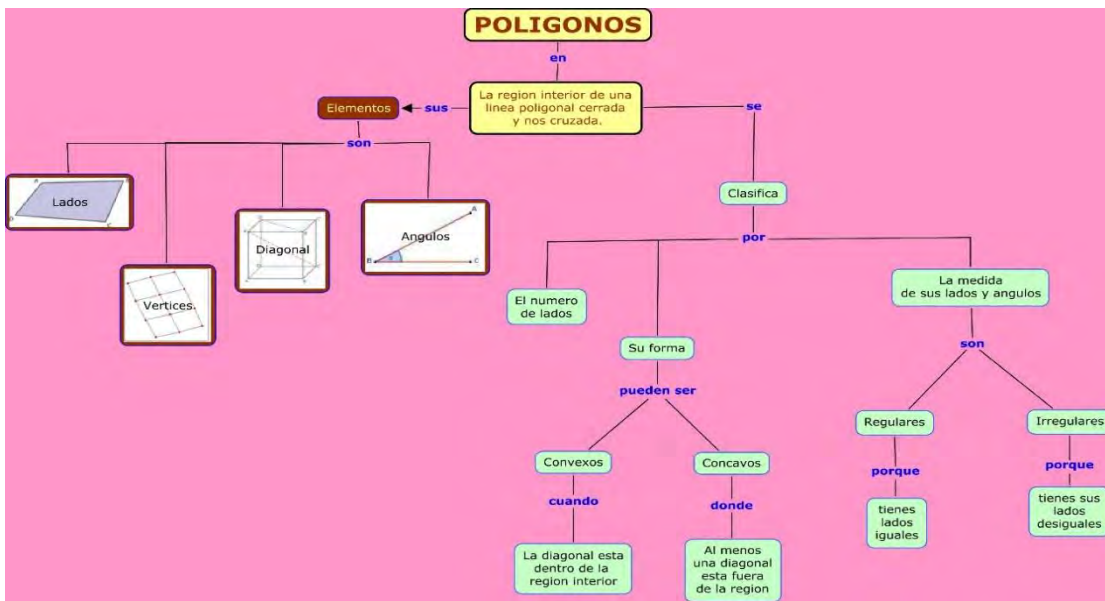 POLIGONOS
en
La region interior de una
linea poligonal cerrada
y nos cruzada.
sus
Elementos
son
Lados
Vertices.
Diagonal
Angulos
A
B
C
se
Clasifica
por
El numero
de lados
Su forma
pueden ser
Convexos
cuando
La diagonal esta
dentro de la
region interior
Concavos
donde
Al menos
una diagonal
esta fuera
de la region
La medida
de sus lados y angulos
son
Regulares
porque
tienes
lados
iguales
Irregulares
porque
tienes sus
lados
desiguales